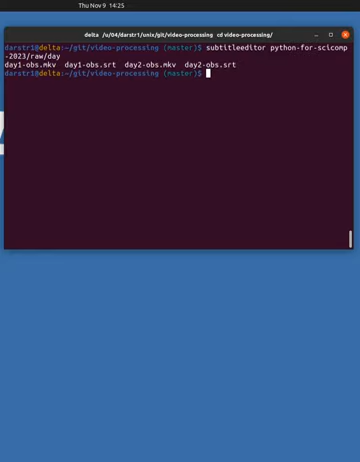 Thu Nov 9 14:25
delta /u/04/darstr1/unix/git/video-processing cd video-processing/
darstr1@delta:~/git/video-processing (master)$ subtitleeditor python-for-scicomp
-2023/raw/day
day1-obs.mkv day1-obs.srt day2-obs.mkv day2-obs.srt
darstr1@delta:~/git/video-processing (master)$